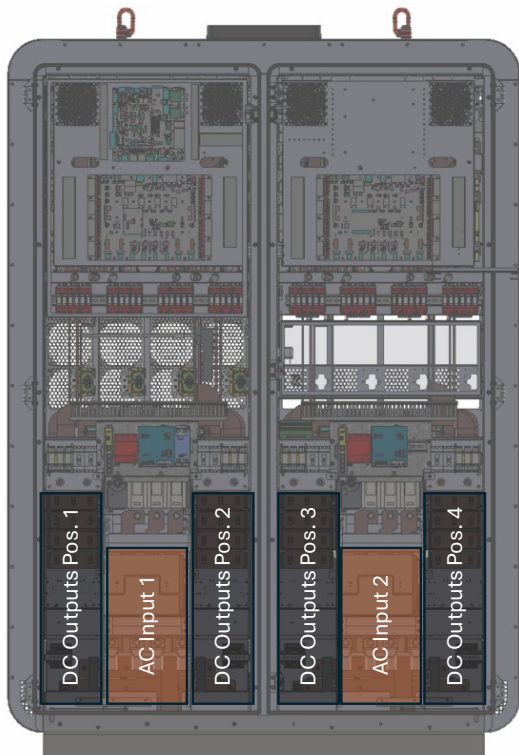 DC Outputs Pos. 1
AC Input 1
DC Outputs Pos. 2
DC Outputs Pos. 3
AC Input 2
DC Outputs Pos. 4